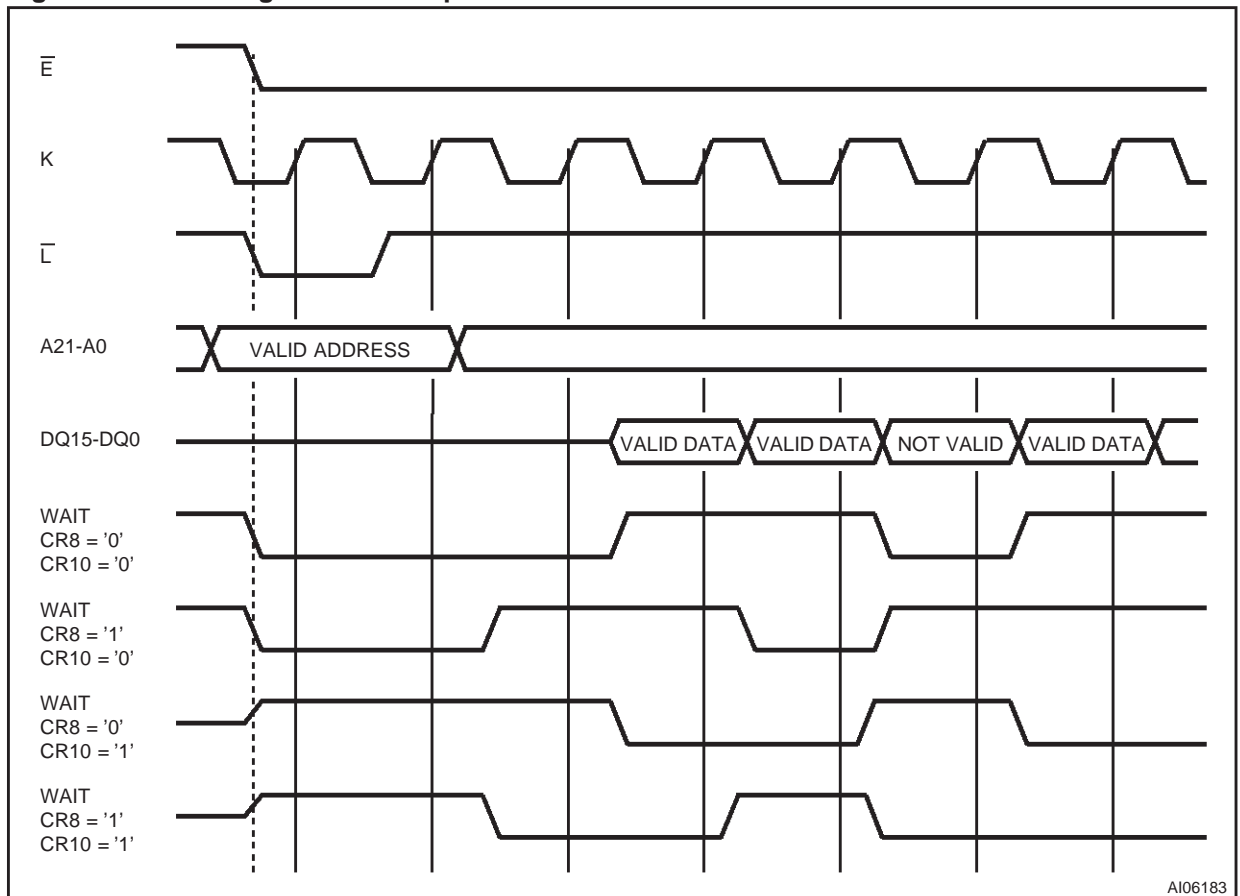 E
K
L
A21-A0
VALID ADDRESS
DQ15-DQ0
VALID DATA
VALID DATA
NOT VALID
VALID DATA
WAIT
CR8 = '0'
CR10 = '0'
WAIT
CR8 = '1'
CR10 = '0'
WAIT
CR8 = '0'
CR10 = '1'
WAIT
CR8 = '1'
CR10 = '1'
AI06183